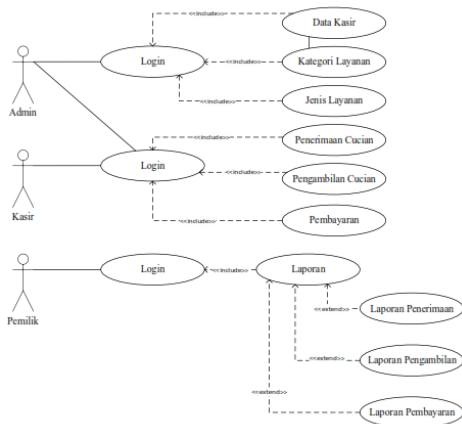 Data Kasir
<<include>>
Login
<<include>>
Kategori Layanan
<<include>>
Jenis Layanan
Admin
<<include>>
Penerimaan Cucian
Login
<<include>>
Pengambilan Cucian
Kasir
<<include>>
Pembayaran
Login
<<include>>
Laporan
Pemilik
<<extend>>
Laporan Penerimaan
<<extend>>
Laporan Pengambilan
<<extend>>
Laporan Pembayaran